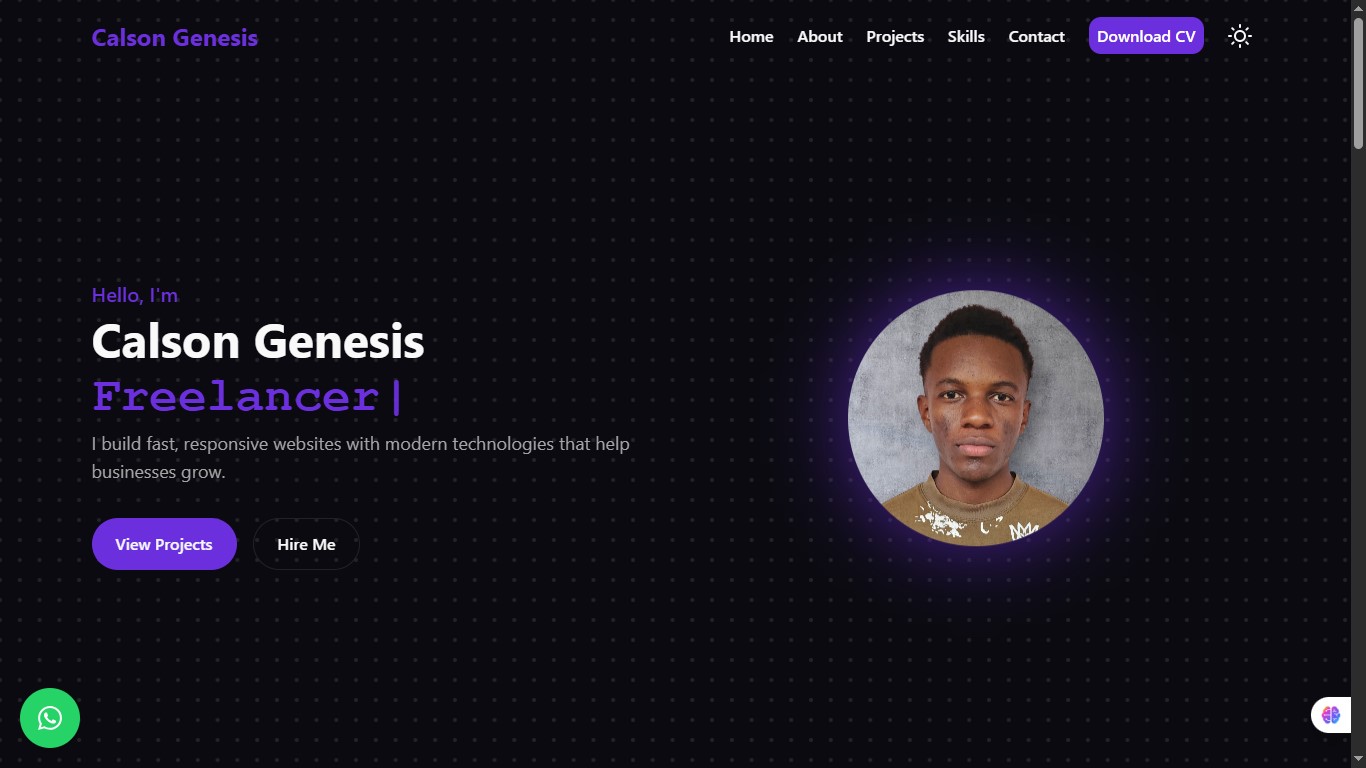 Calson Genesis
Home
About
Projects
Skills
Contact
Download CV
Hello, I'm
Calson Genesis
Freelancer|
I build fast, responsive websites with modern technologies that help
businesses grow.
View Projects
Hire Me